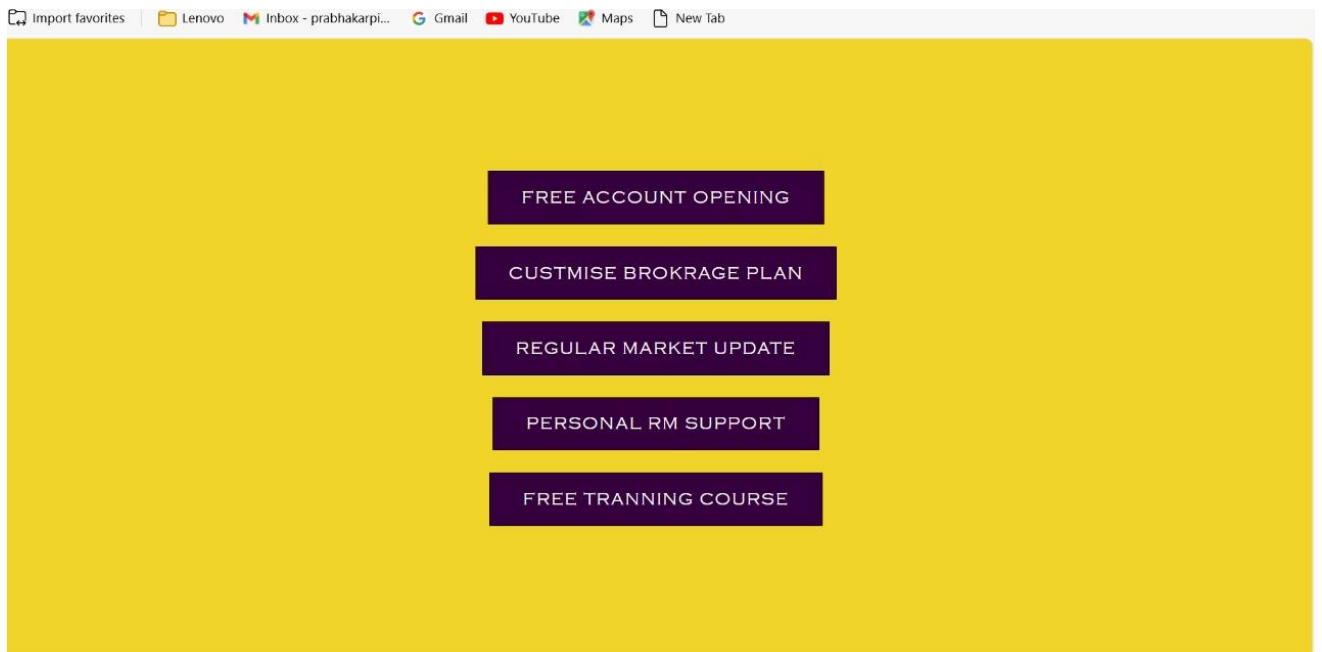 Import favorites Lenovo Inbox - prabhakarpi... Gmail YouTube Maps New Tab
FREE ACCOUNT OPENING
CUSTMISE BROKRAGE PLAN
REGULAR MARKET UPDATE
PERSONAL RM SUPPORT
FREE TRANNING COURSE